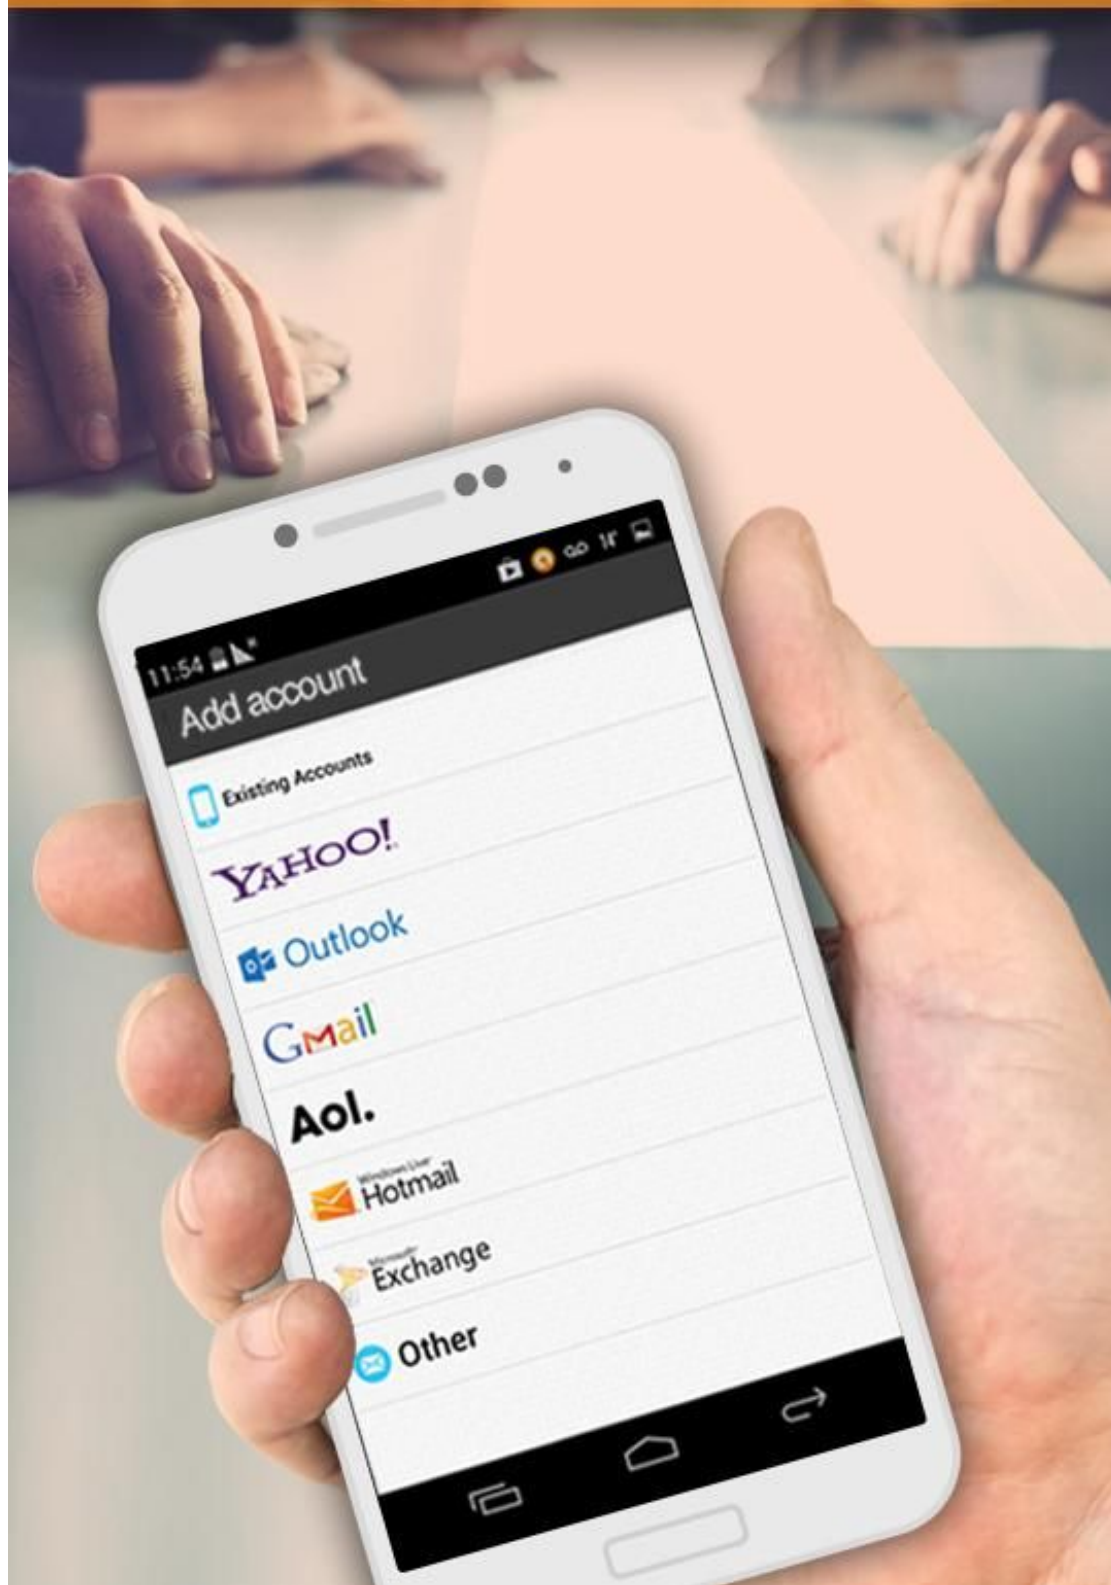 11:54
Add account
Existing Accounts
YAHOO!
Outlook
Gmail
Aol.
Windows Live
Hotmail
Microsoft
Exchange
Other